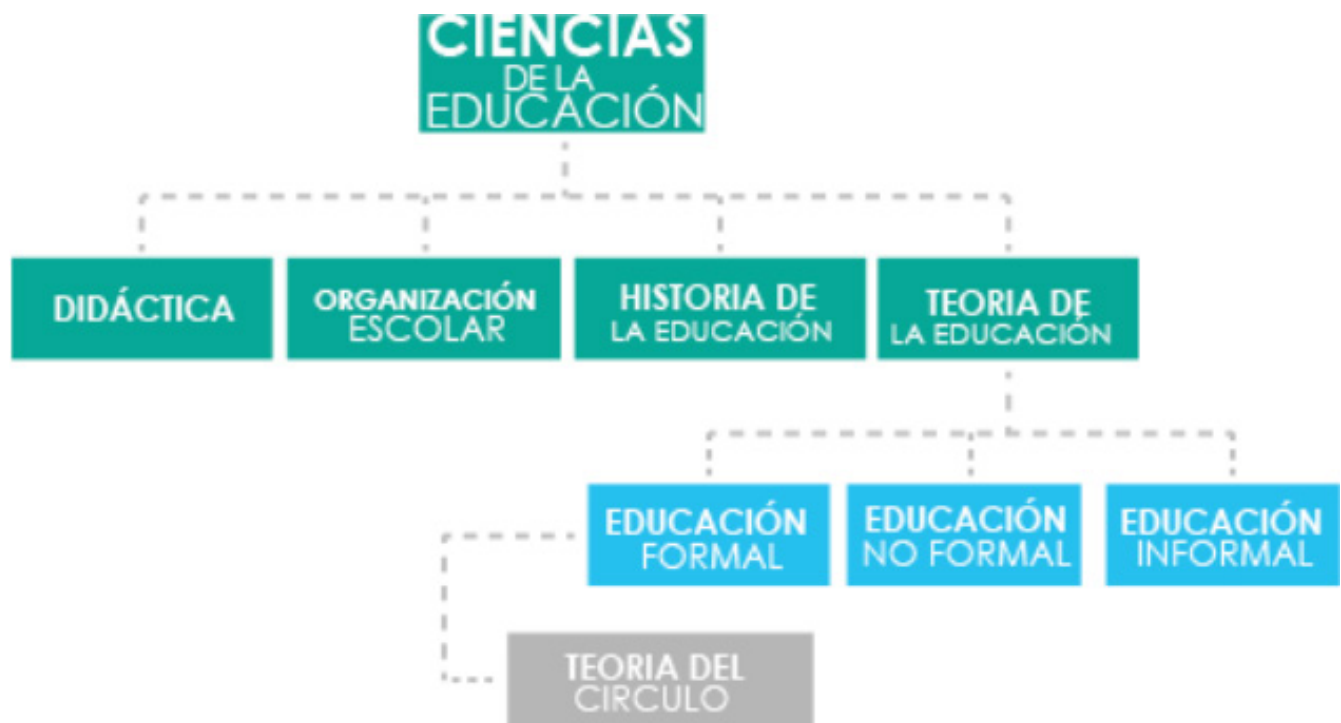 CIENCIAS
DE LA
EDUCACIÓN
DIDÁCTICA
ORGANIZACIÓN
ESCOLAR
HISTORIA DE
LA EDUCACIÓN
TEORIA DE
LA EDUCACIÓN
EDUCACIÓN
FORMAL
EDUCACIÓN
NO FORMAL
EDUCACIÓN
INFORMAL
TEORIA DEL
CIRCULO